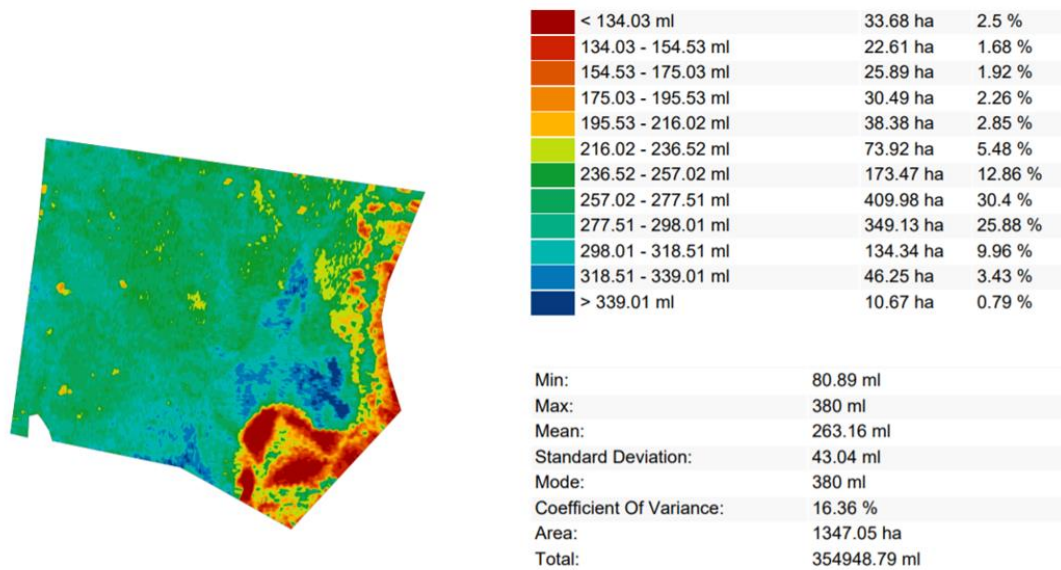 < 134.03 ml 33.68 ha 2.5 %
134.03 - 154.53 ml 22.61 ha 1.68 %
154.53 - 175.03 ml 25.89 ha 1.92 %
175.03 - 195.53 ml 30.49 ha 2.26 %
195.53 - 216.02 ml 38.38 ha 2.85 %
216.02 - 236.52 ml 73.92 ha 5.48 %
236.52 - 257.02 ml 173.47 ha 12.86 %
257.02 - 277.51 ml 409.98 ha 30.4 %
277.51 - 298.01 ml 349.13 ha 25.88 %
298.01 - 318.51 ml 134.34 ha 9.96 %
318.51 - 339.01 ml 46.25 ha 3.43 %
> 339.01 ml 10.67 ha 0.79 %
Min: 80.89 ml
Max: 380 ml
Mean: 263.16 ml
Standard Deviation: 43.04 ml
Mode: 380 ml
Coefficient Of Variance: 16.36 %
Area: 1347.05 ha
Total: 354948.79 ml